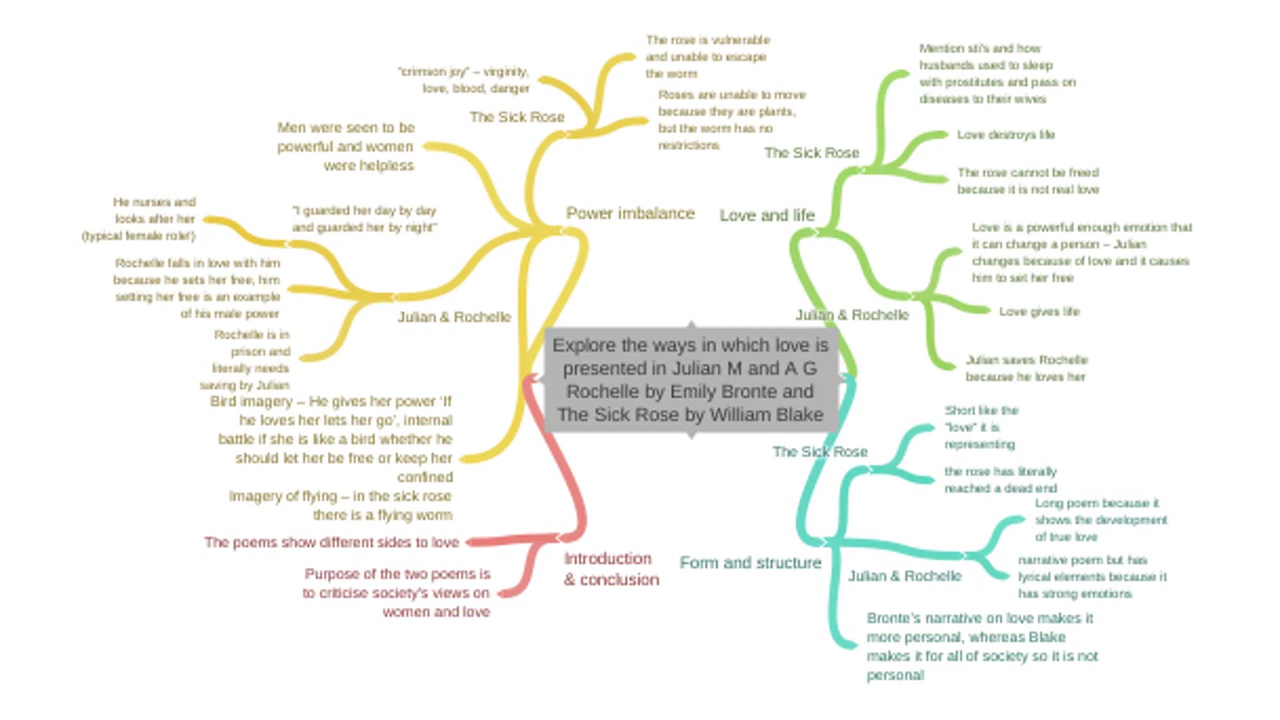 Explore the ways in which love is
presented in Julian M and A G
Rochelle by Emily Bronte and
The Sick Rose by William Blake
Power imbalance
The Sick Rose
"crimson joy" – virginity,
love, blood, danger
The rose is vulnerable
and unable to escape
the worm
Roses are unable to move
because they are plants,
but the worm has no
restrictions
Men were seen to be
powerful and women
were helpless
Julian & Rochelle
"I guarded her day by day
and guarded her by night"
He nurses and
looks after her
(typical female role!)
Rochelle falls in love with him
because he sets her free, him
setting her free is an example
of his male power
Rochelle is in
prison and
literally needs
saving by Julian
Bird imagery – He gives her power 'If
he loves her lets her go', internal
battle if she is like a bird whether he
should let her be free or keep her
confined
Imagery of flying – in the sick rose
there is a flying worm
Introduction
& conclusion
The poems show different sides to love
Purpose of the two poems is
to criticise society's views on
women and love
Love and life
The Sick Rose
Mention sti's and how
husbands used to sleep
with prostitutes and pass on
diseases to their wives
Love destroys life
The rose cannot be freed
because it is not real love
Julian & Rochelle
Love is a powerful enough emotion that
it can change a person – Julian
changes because of love and it causes
him to set her free
Love gives life
Julian saves Rochelle
because he loves her
Form and structure
The Sick Rose
Short like the
"love" it is
representing
the rose has literally
reached a dead end
Julian & Rochelle
Long poem because it
shows the development
of true love
narrative poem but has
lyrical elements because it
has strong emotions
Bronte's narrative on love makes it
more personal, whereas Blake
makes it for all of society so it is not
personal